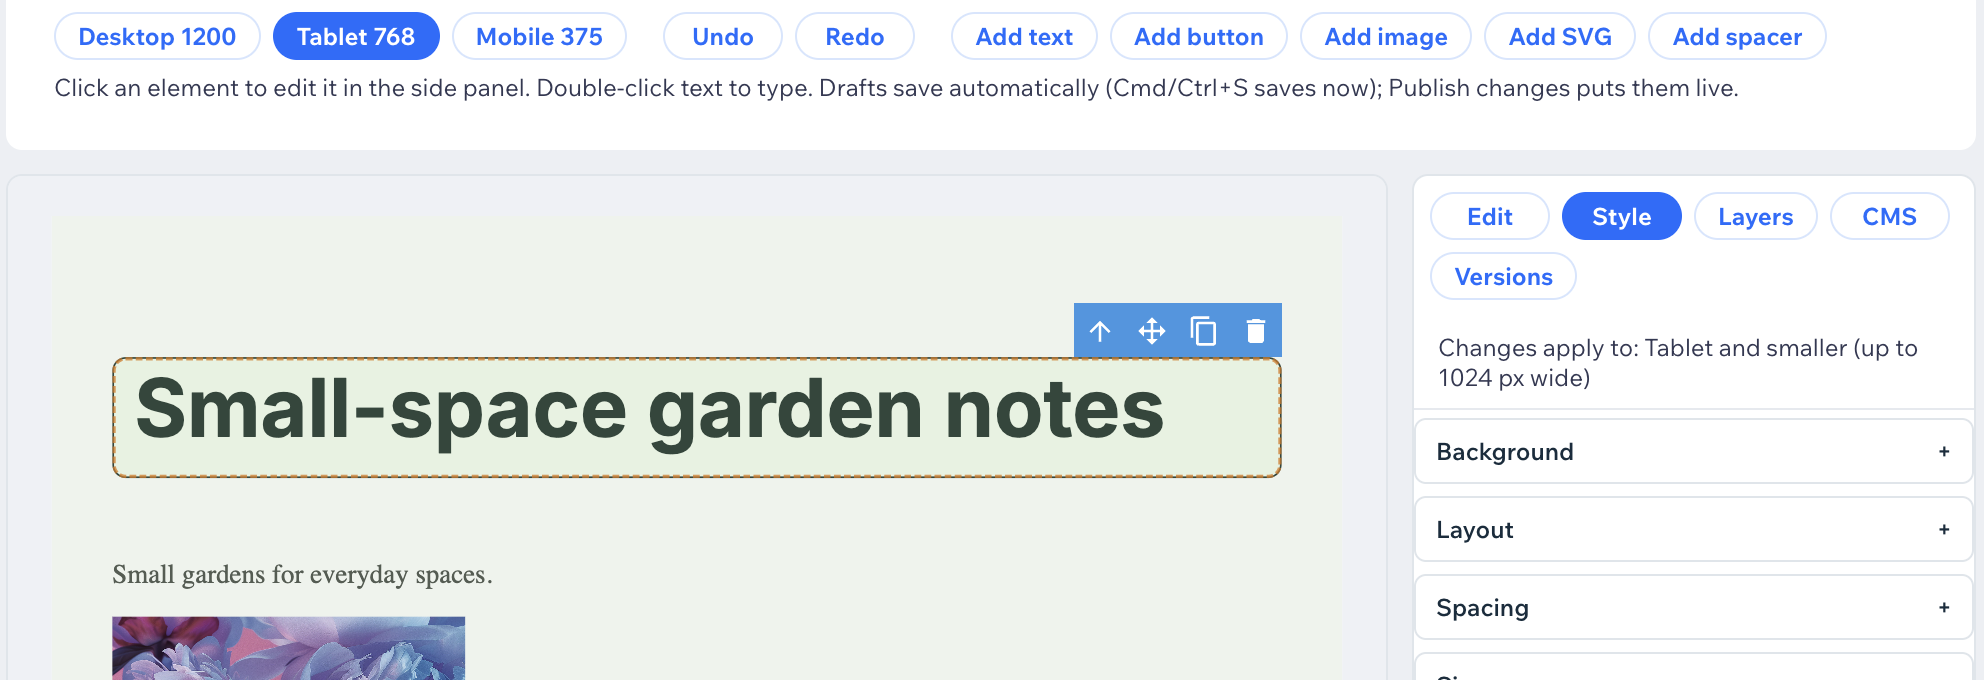 Desktop 1200 Tablet 768 Mobile 375 Undo Redo Add text Add button Add image Add SVG Add spacer
Click an element to edit it in the side panel. Double-click text to type. Drafts save automatically (Cmd/Ctrl+S saves now); Publish changes puts them live.
Small-space garden notes
Small gardens for everyday spaces.
Edit Style Layers CMS
Versions
Changes apply to: Tablet and smaller (up to
1024 px wide)
Background +
Layout +
Spacing +